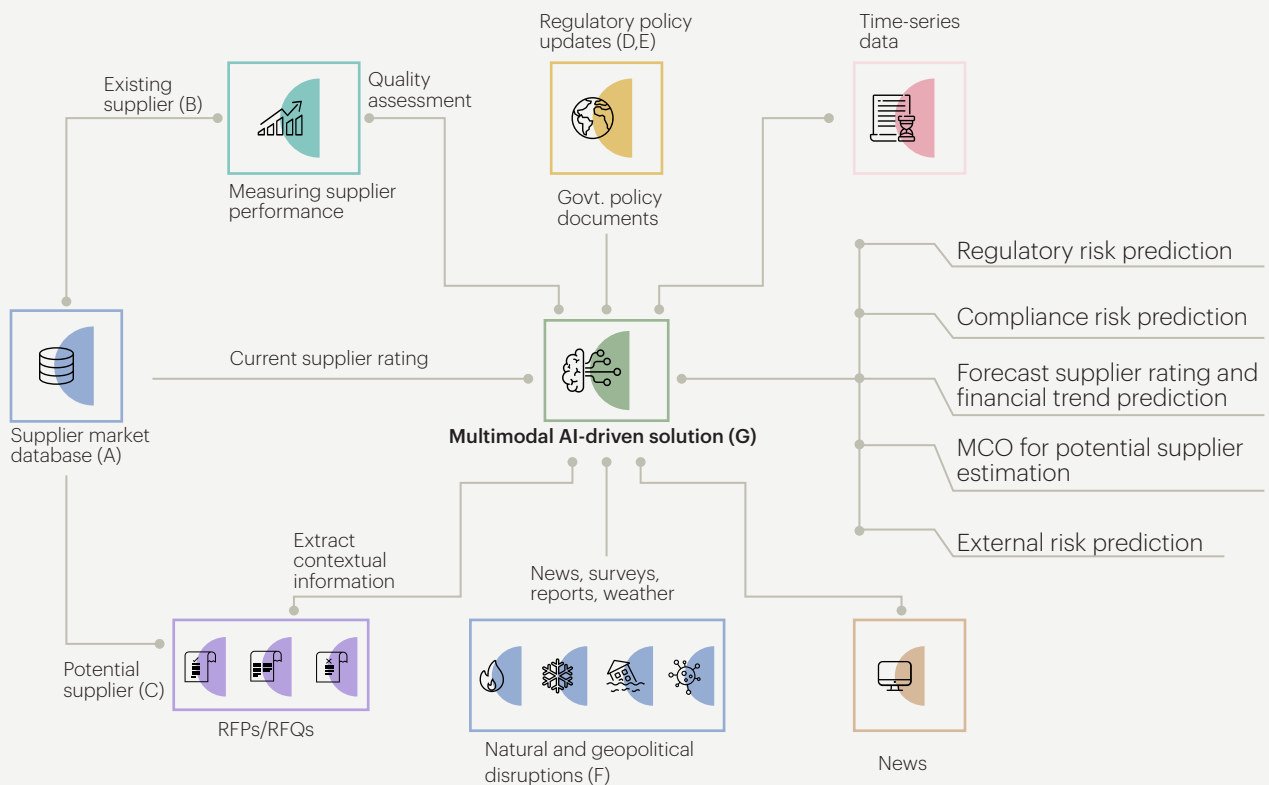 Regulatory policy
updates (D,E)
Time-series
data
Existing
supplier (B)
Quality
assessment
Measuring supplier
performance
Govt. policy
documents
Regulatory risk prediction
Compliance risk prediction
Current supplier rating
Forecast supplier rating and
financial trend prediction
Supplier market
database (A)
Multimodal AI-driven solution (G)
MCO for potential supplier
estimation
Extract
contextual
information
News, surveys,
reports, weather
External risk prediction
Potential
supplier (C)
RFPs/RFQs
Natural and geopolitical
disruptions (F)
News